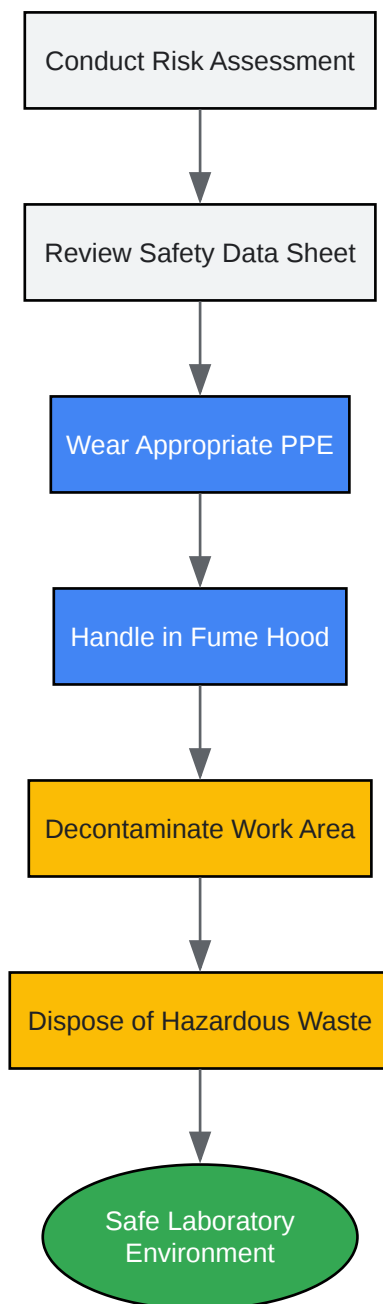 Conduct Risk Assessment
Review Safety Data Sheet
Wear Appropriate PPE
Handle in Fume Hood
Decontaminate Work Area
Dispose of Hazardous Waste
Safe Laboratory
Environment